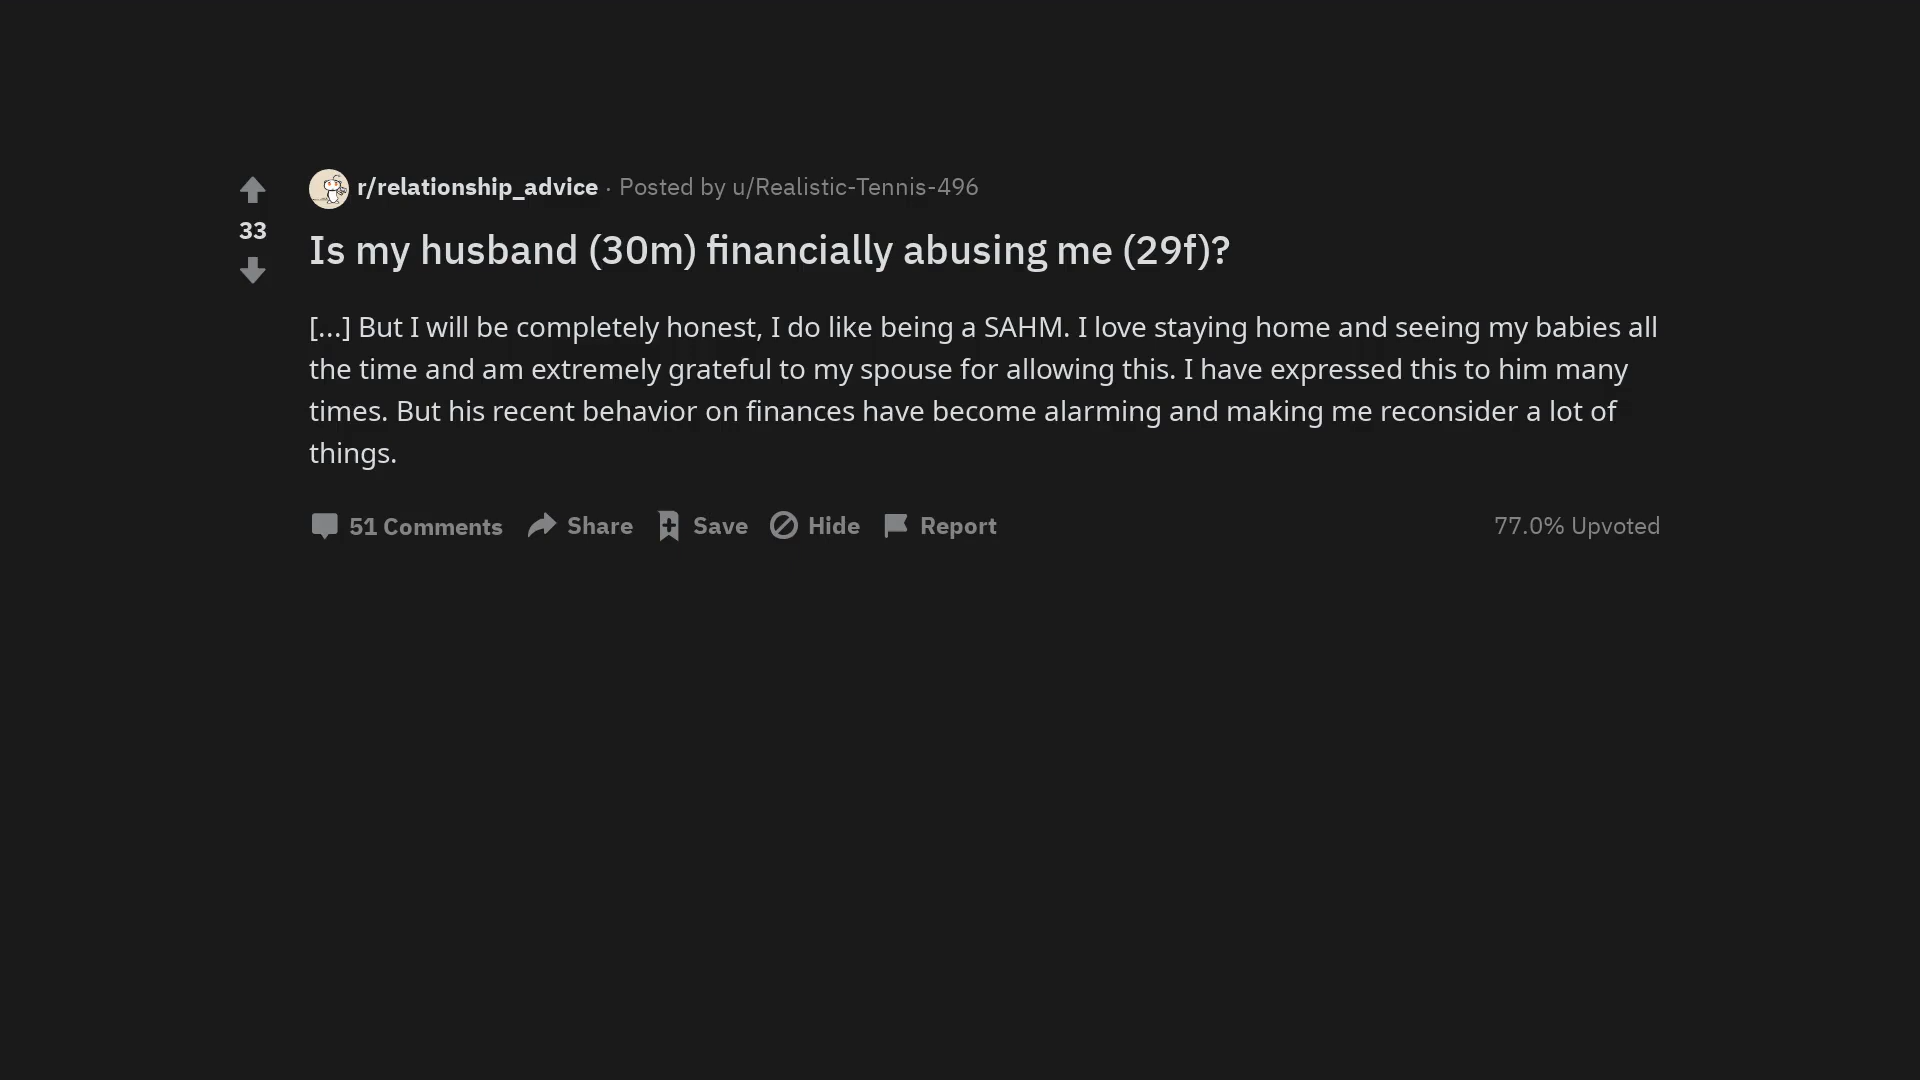 r/relationship_advice · Posted by u/Realistic-Tennis-496
33
Is my husband (30m) financially abusing me (29f)?
[...] But I will be completely honest, I do like being a SAHM. I love staying home and seeing my babies all
the time and am extremely grateful to my spouse for allowing this. I have expressed this to him many
times. But his recent behavior on finances have become alarming and making me reconsider a lot of
things.
51 Comments Share Save Hide Report 77.0% Upvoted